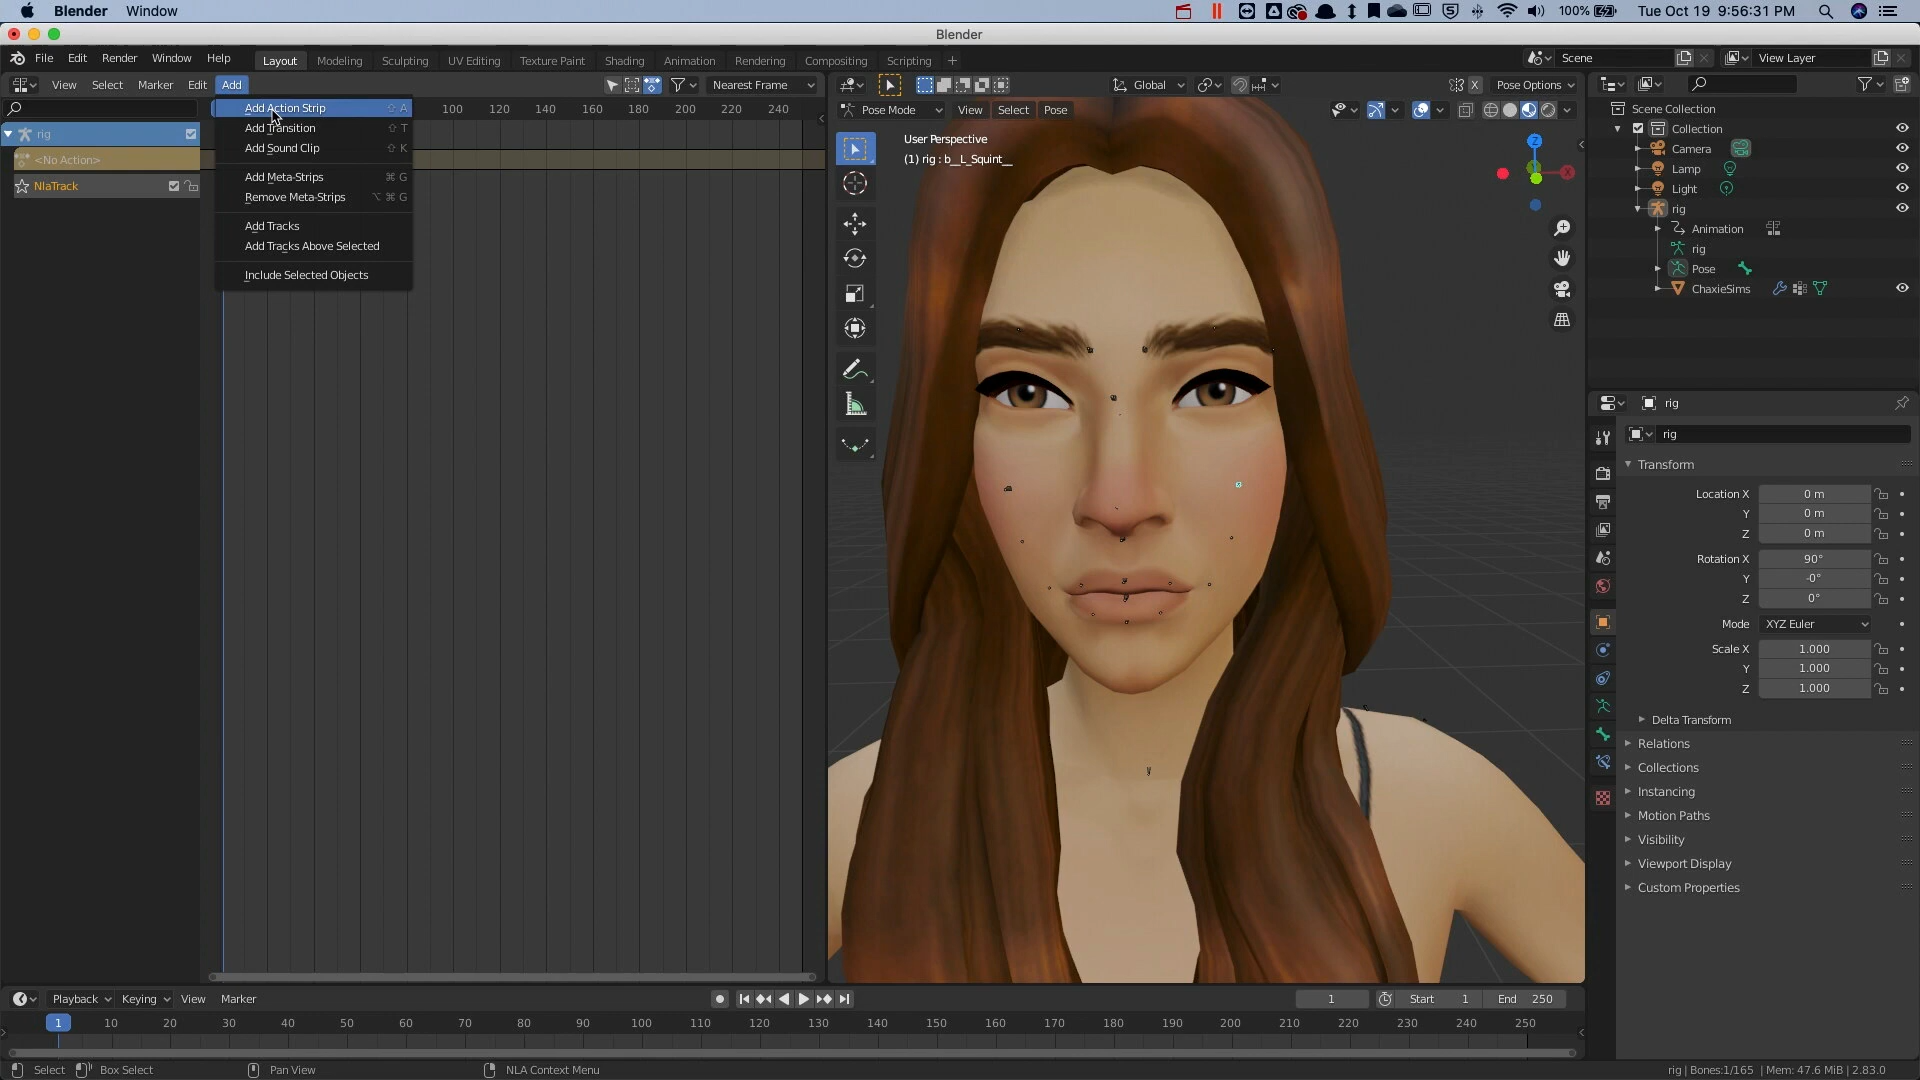 Blender Window 100% Tue Oct 19 9:56:31 PM
Blender
File Edit Render Window Help Layout Modeling Sculpting UV Editing Texture Paint Shading Animation Rendering Compositing Scripting + Scene View Layer
View Select Marker Edit Add Nearest Frame Global X Pose Options
100 120 140 160 180 200 220 240
Add Action Strip ⇧ A
Add Transition ⇧ T
Add Sound Clip ⇧ K
Add Meta-Strips ⌘ G
Remove Meta-Strips ⌥ ⌘ G
Add Tracks
Add Tracks Above Selected
Include Selected Objects
rig
<No Action>
NlaTrack
Pose Mode View Select Pose
User Perspective
(1) rig : b__L_Squint__
Z
X
Scene Collection
Collection
Camera
Lamp
Light
rig
Animation
rig
Pose
ChaxieSims
rig
rig
Transform
Location X 0 m
Y 0 m
Z 0 m
Rotation X 90°
Y -0°
Z 0°
Mode XYZ Euler
Scale X 1.000
Y 1.000
Z 1.000
Delta Transform
Relations
Collections
Instancing
Motion Paths
Visibility
Viewport Display
Custom Properties
Playback Keying View Marker 1 Start 1 End 250
1 10 20 30 40 50 60 70 80 90 100 110 120 130 140 150 160 170 180 190 200 210 220 230 240 250
Select Box Select Pan View NLA Context Menu rig | Bones:1/165 | Mem: 47.6 MiB | 2.83.0